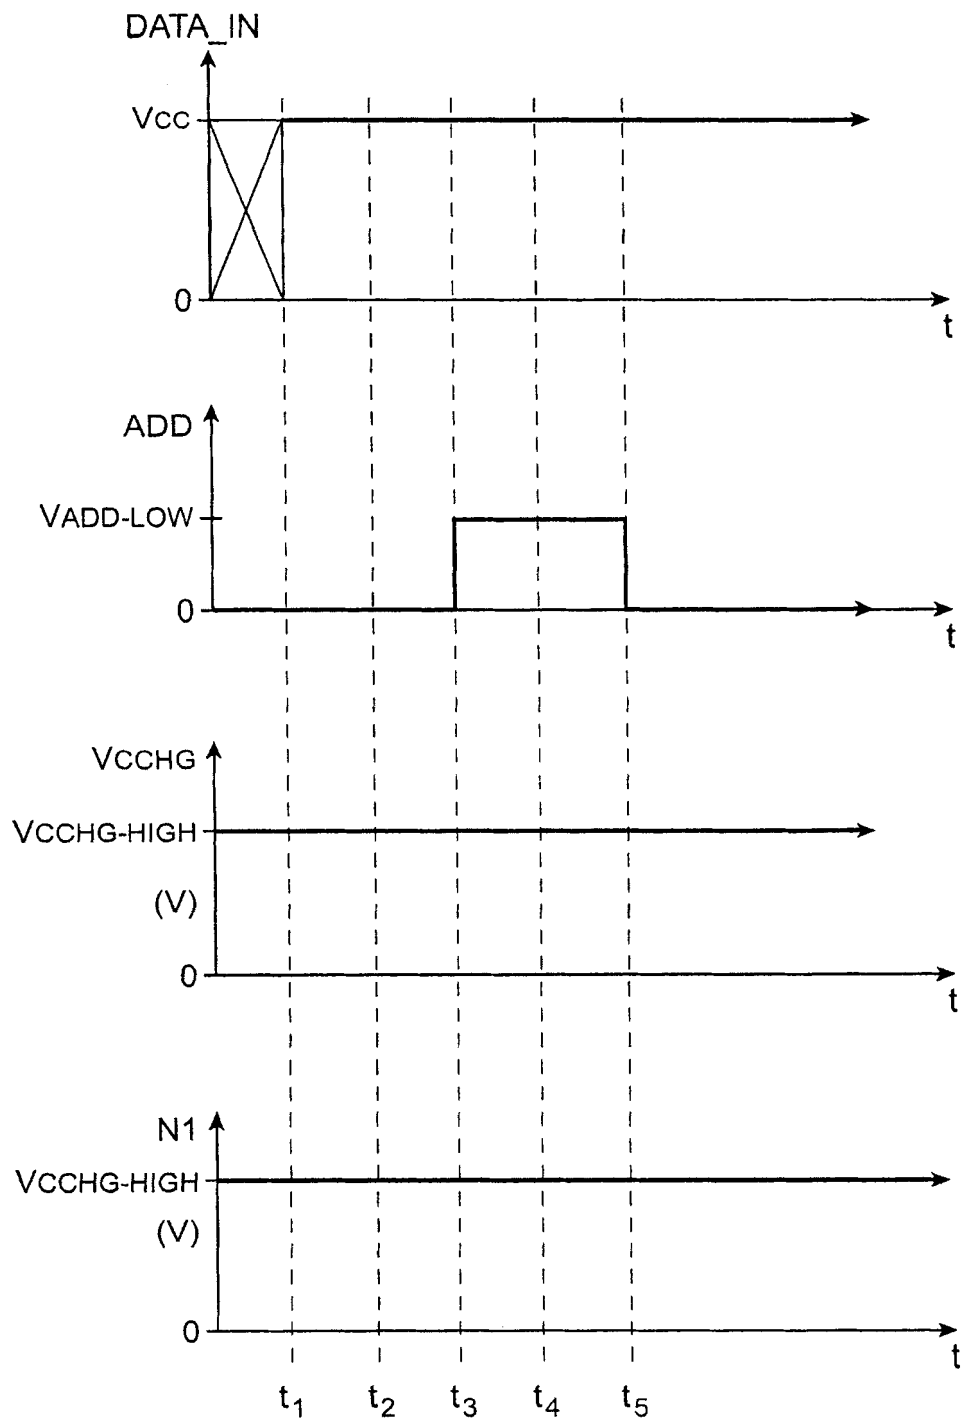 DATA_IN
VCC
0
t
ADD
VADD-LOW
0
t
VCCHG
VCCHG-HIGH
(V)
0
t
N1
VCCHG-HIGH
(V)
0
t
t1 t2 t3 t4 t5